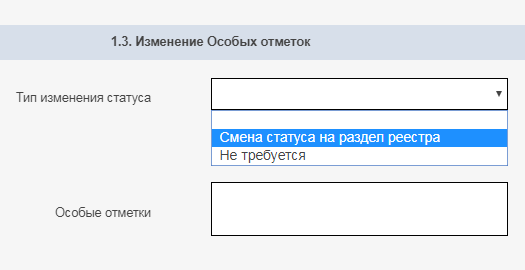 1.3. Изменение Особых отметок
Тип изменения статуса
Смена статуса на раздел реестра
Не требуется
Особые отметки